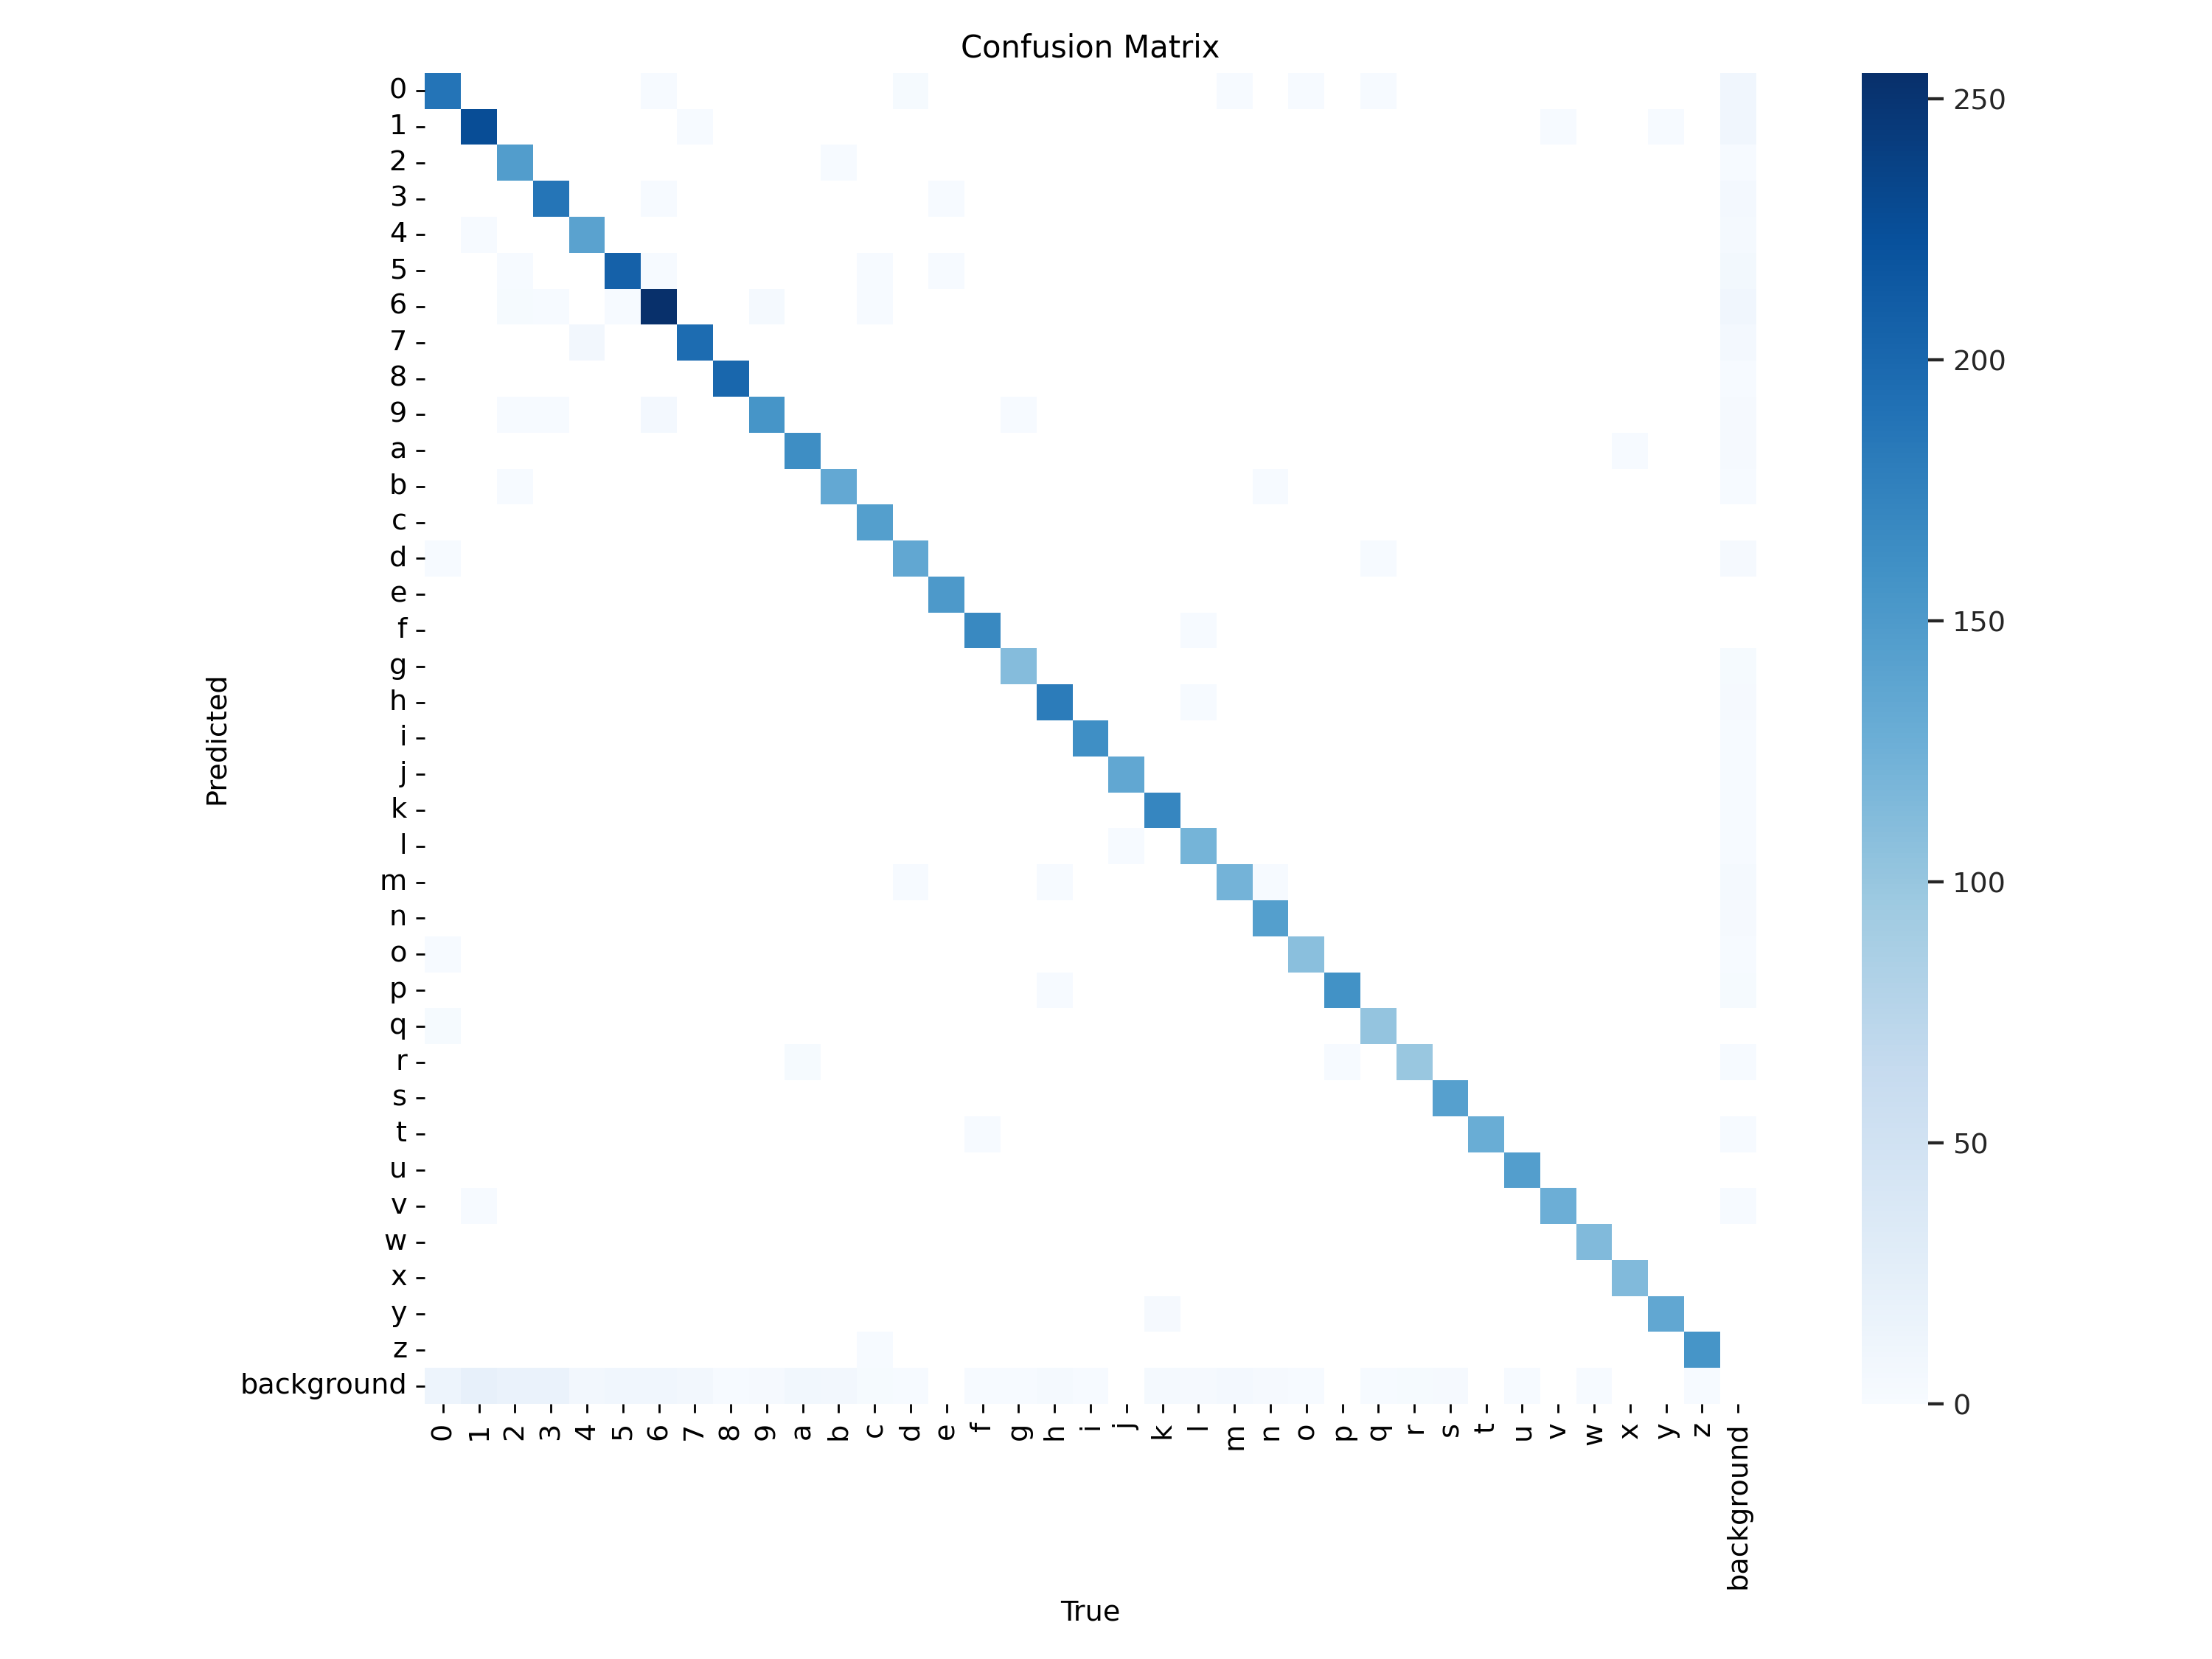 Confusion Matrix
0
1
2
3
4
5
6
7
8
9
a
b
c
d
e
f
g
h
i
j
k
l
m
n
o
p
q
r
s
t
u
v
w
x
y
z
background
Predicted
0 1 2 3 4 5 6 7 8 9 a b c d e f g h i j k l m n o p q r s t u v w x y z background
True
250
200
150
100
50
0